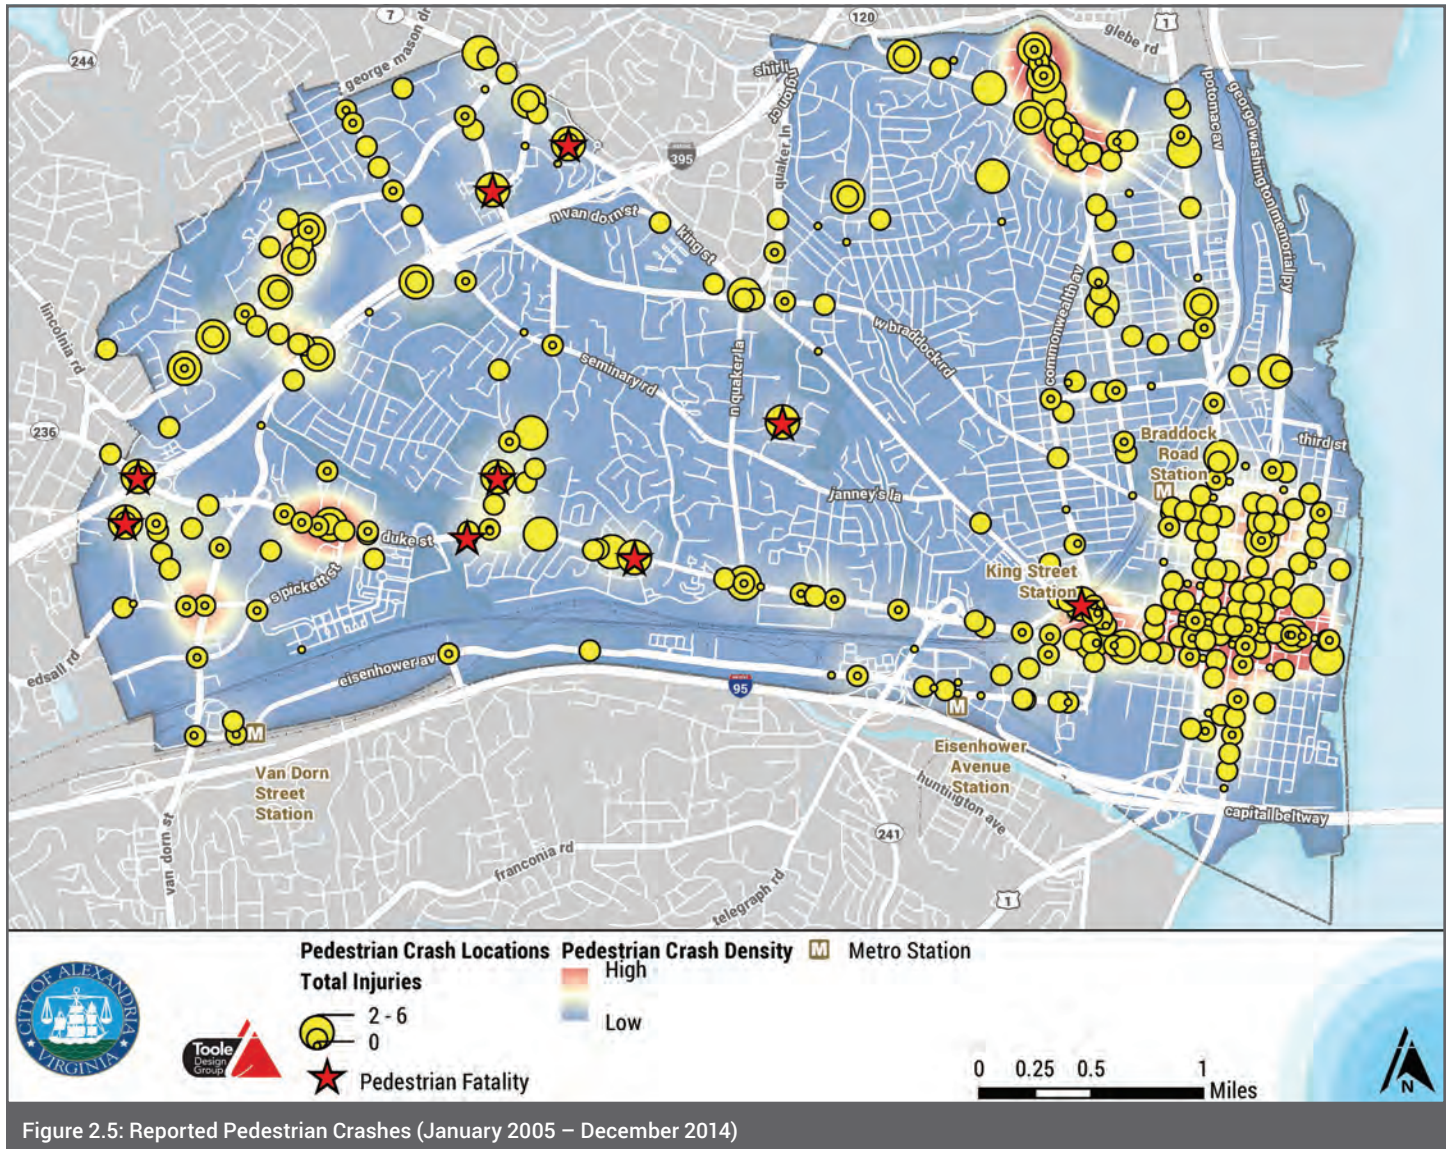 7
120
1
glebe rd
244
george mason dr
shirli
ngton cr
potomac av
george washington memorial py
quaker ln
395
n van dorn st
king st
lincolnia rd
w braddock rd
commonwealth av
n quaker la
seminary rd
236
third st
Braddock
Road
Station
M
janney's la
duke st
King Street
Station
s pickett st
edsall rd
eisenhower av
95
M
M
Eisenhower
Avenue
Station
Van Dorn
Street
Station
huntington ave
capital beltway
van dorn st
franconia rd
241
telegraph rd
1
Pedestrian Crash Locations
Total Injuries
2 - 6
0
Pedestrian Fatality
Pedestrian Crash Density
High
Low
M Metro Station
CITY OF ALEXANDRIA
VIRGINIA
Toole
Design
Group
0 0.25 0.5 1
Miles
N
Figure 2.5: Reported Pedestrian Crashes (January 2005 – December 2014)